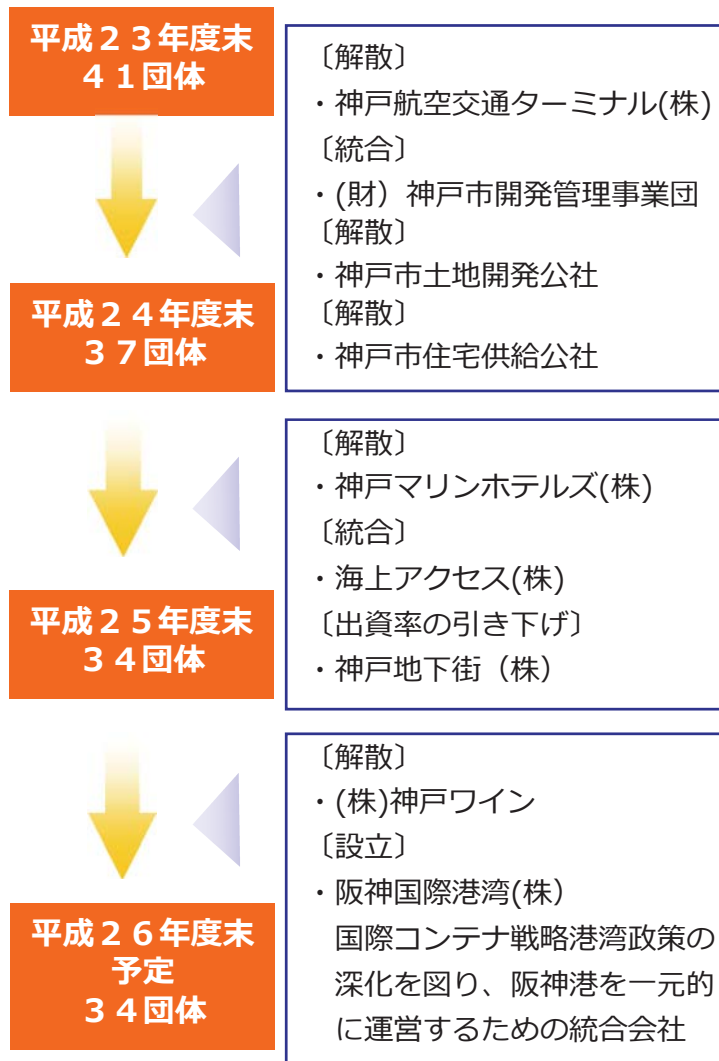 平成２３年度末
４１団体
〔解散〕
・神戸航空交通ターミナル(株)
〔統合〕
・(財）神戸市開発管理事業団
〔解散〕
・神戸市土地開発公社
〔解散〕
・神戸市住宅供給公社
平成２４年度末
３７団体
〔解散〕
・神戸マリンホテルズ(株)
〔統合〕
・海上アクセス(株)
〔出資率の引き下げ〕
・神戸地下街（株）
平成２５年度末
３４団体
〔解散〕
・(株)神戸ワイン
〔設立〕
・阪神国際港湾(株）
国際コンテナ戦略港湾政策の
深化を図り、阪神港を一元的
に運営するための統合会社
平成２６年度末
予定
３４団体